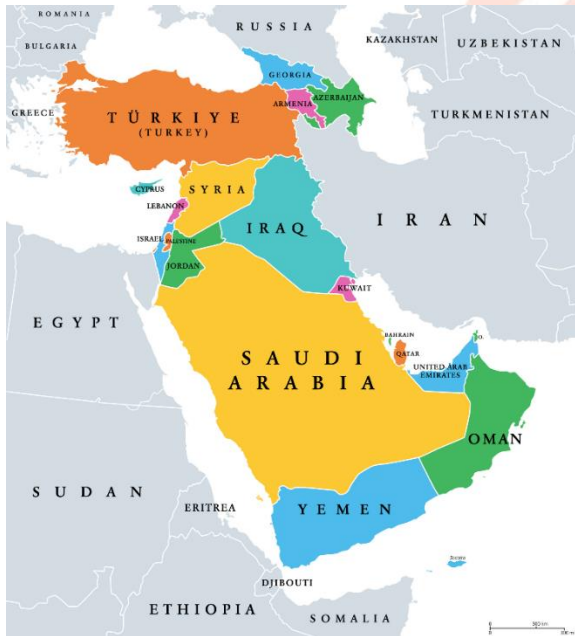 ROMANIA
RUSSIA
KAZAKHSTAN
UZBEKISTAN
BULGARIA
GEORGIA
GREECE
TÜRKIYE
(TURKEY)
ARMENIA
AZERBAIJAN
TURKMENISTAN
CYPRUS
SYRIA
LEBANON
IRAQ
IRAN
ISRAEL
PALESTINE
JORDAN
KUWAIT
EGYPT
BAHRAIN
QATAR
O.
UNITED ARAB
EMIRATES
SAUDI
ARABIA
OMAN
SUDAN
ERITREA
YEMEN
DJIBOUTI
ETHIOPIA
SOMALIA
0